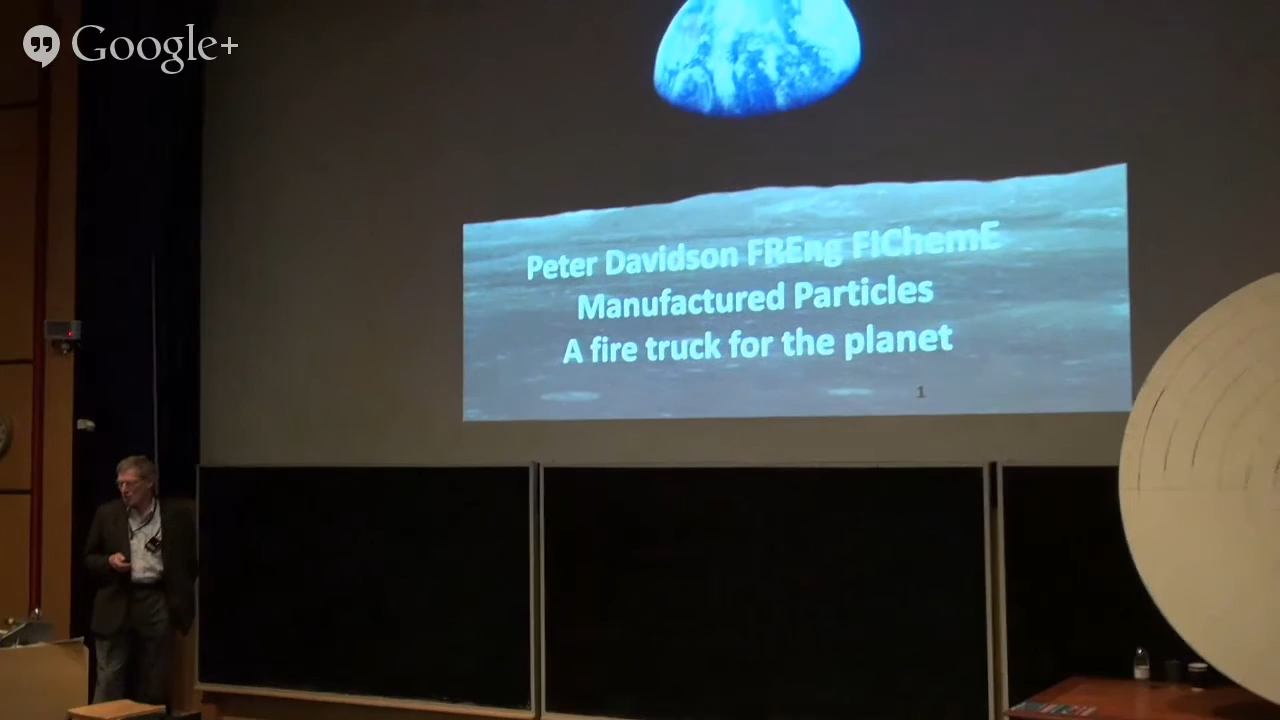 Google+
Peter Davidson FREng FIChemE
Manufactured Particles
A fire truck for the planet
1